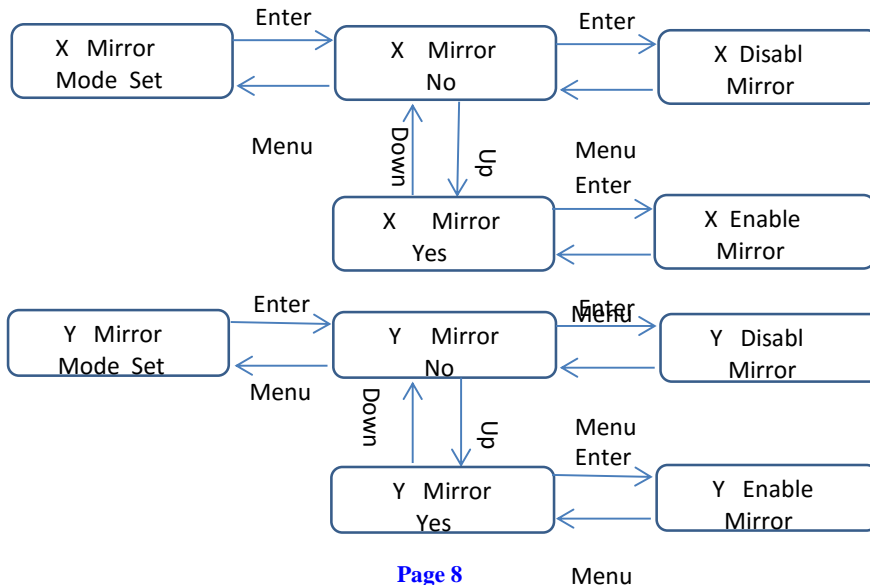 Enter
Enter
X Mirror
Mode Set
X Mirror
No
X Disabl
Mirror
Menu
Down
Up
Menu
Enter
X Mirror
Yes
X Enable
Mirror
Enter
Menu
Enter
Y Mirror
Mode Set
Y Mirror
No
Y Disabl
Mirror
Menu
Down
Up
Menu
Enter
Y Mirror
Yes
Y Enable
Mirror
Page 8
Menu